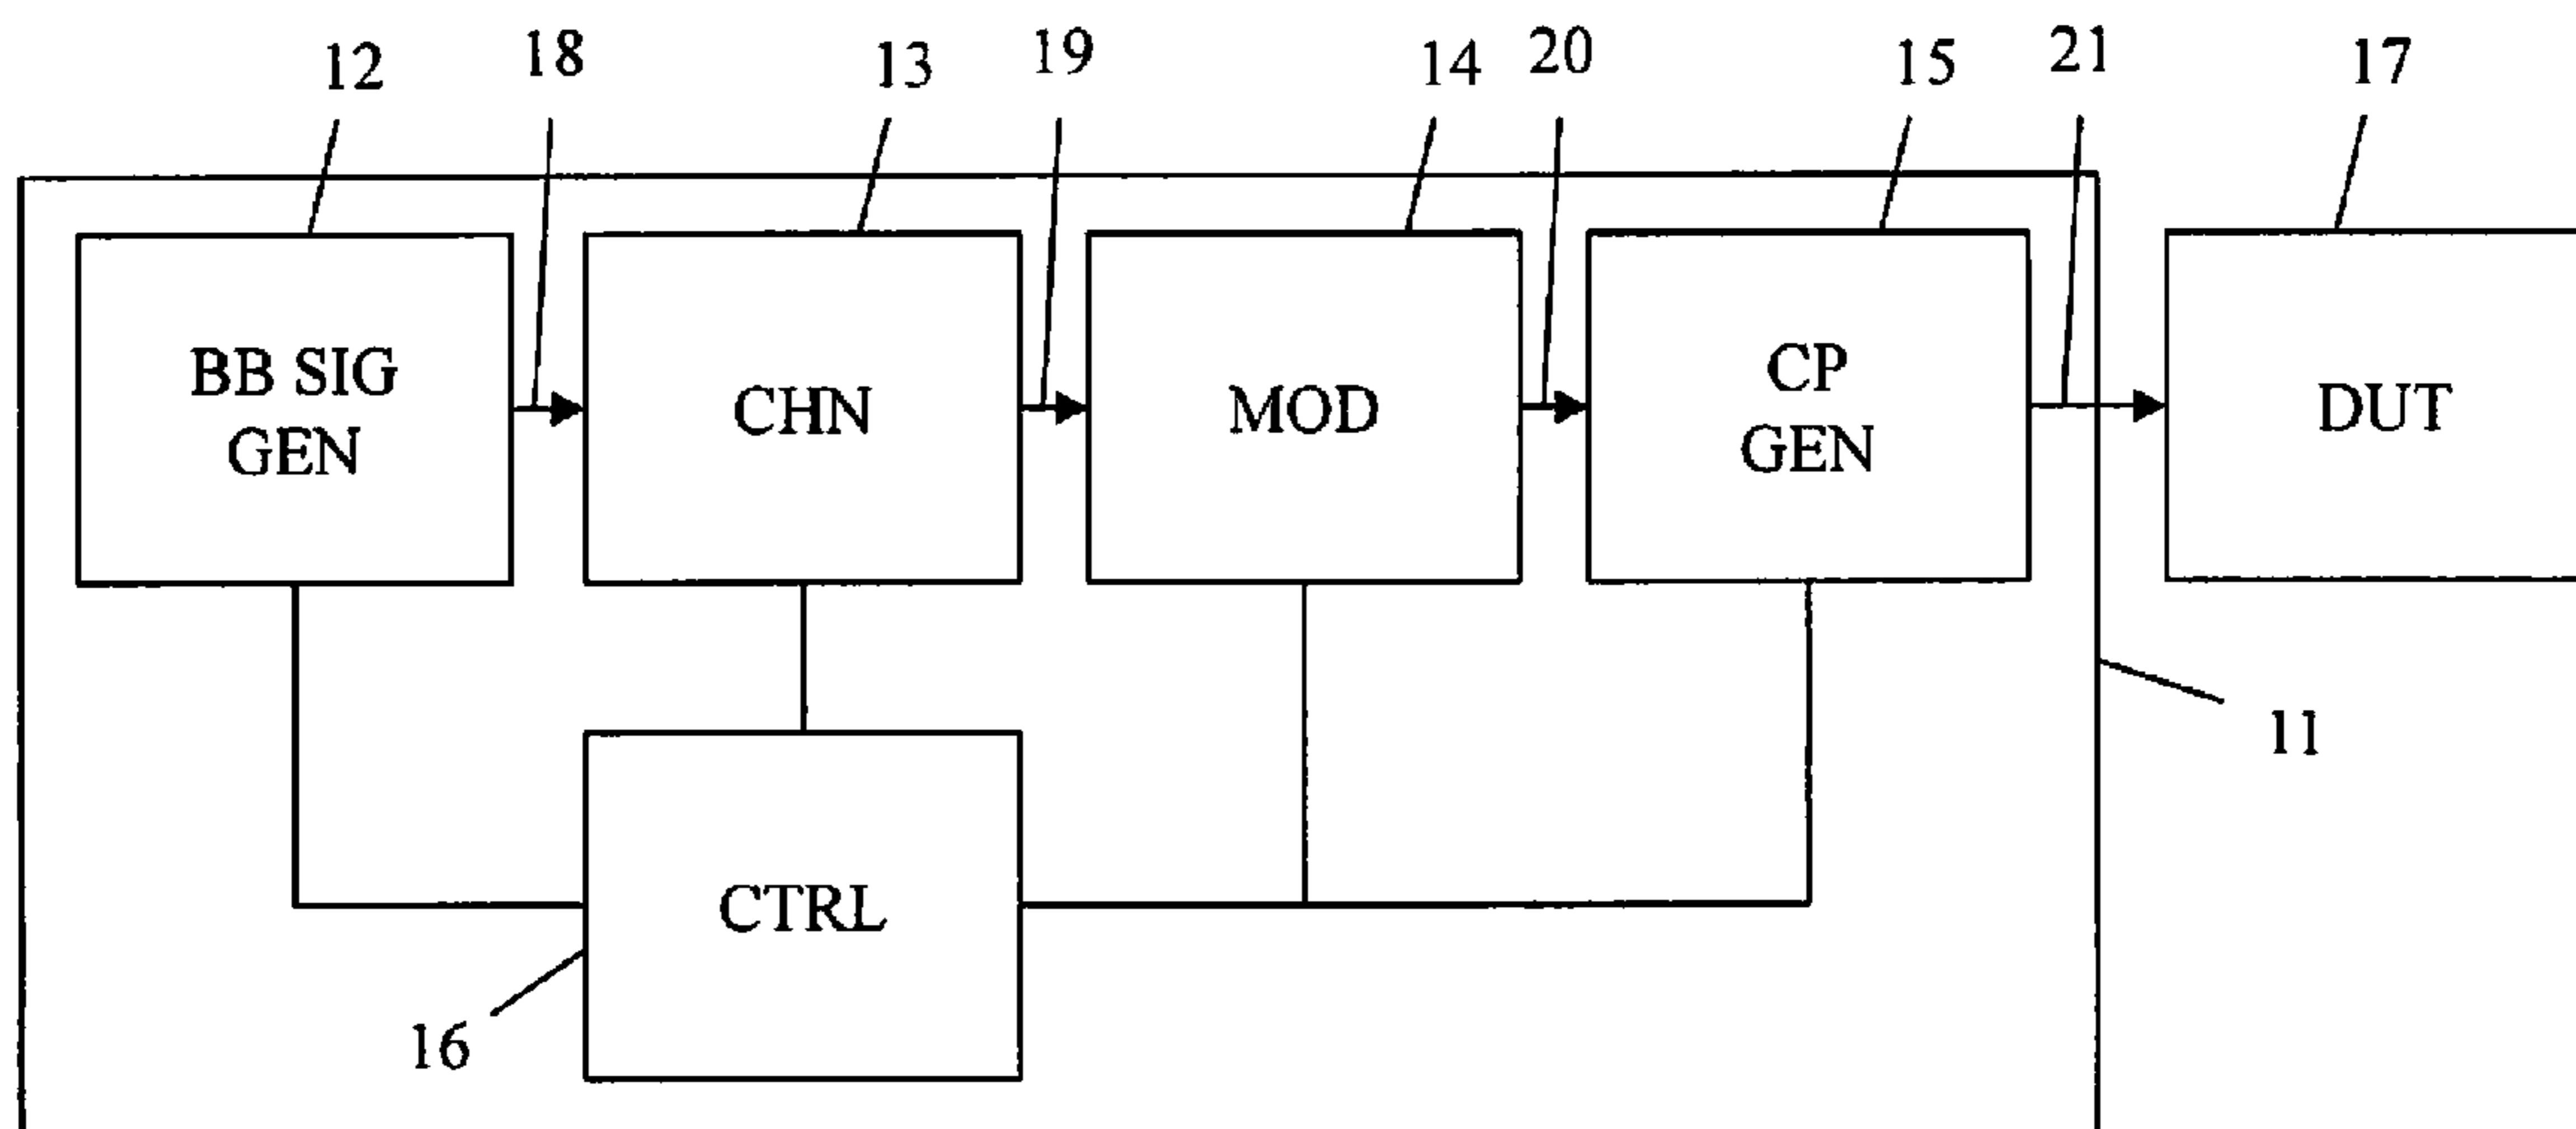 12 18 13 19 14 20 15 21 17
BB SIG
GEN
CHN
MOD
CP
GEN
DUT
11
CTRL
16